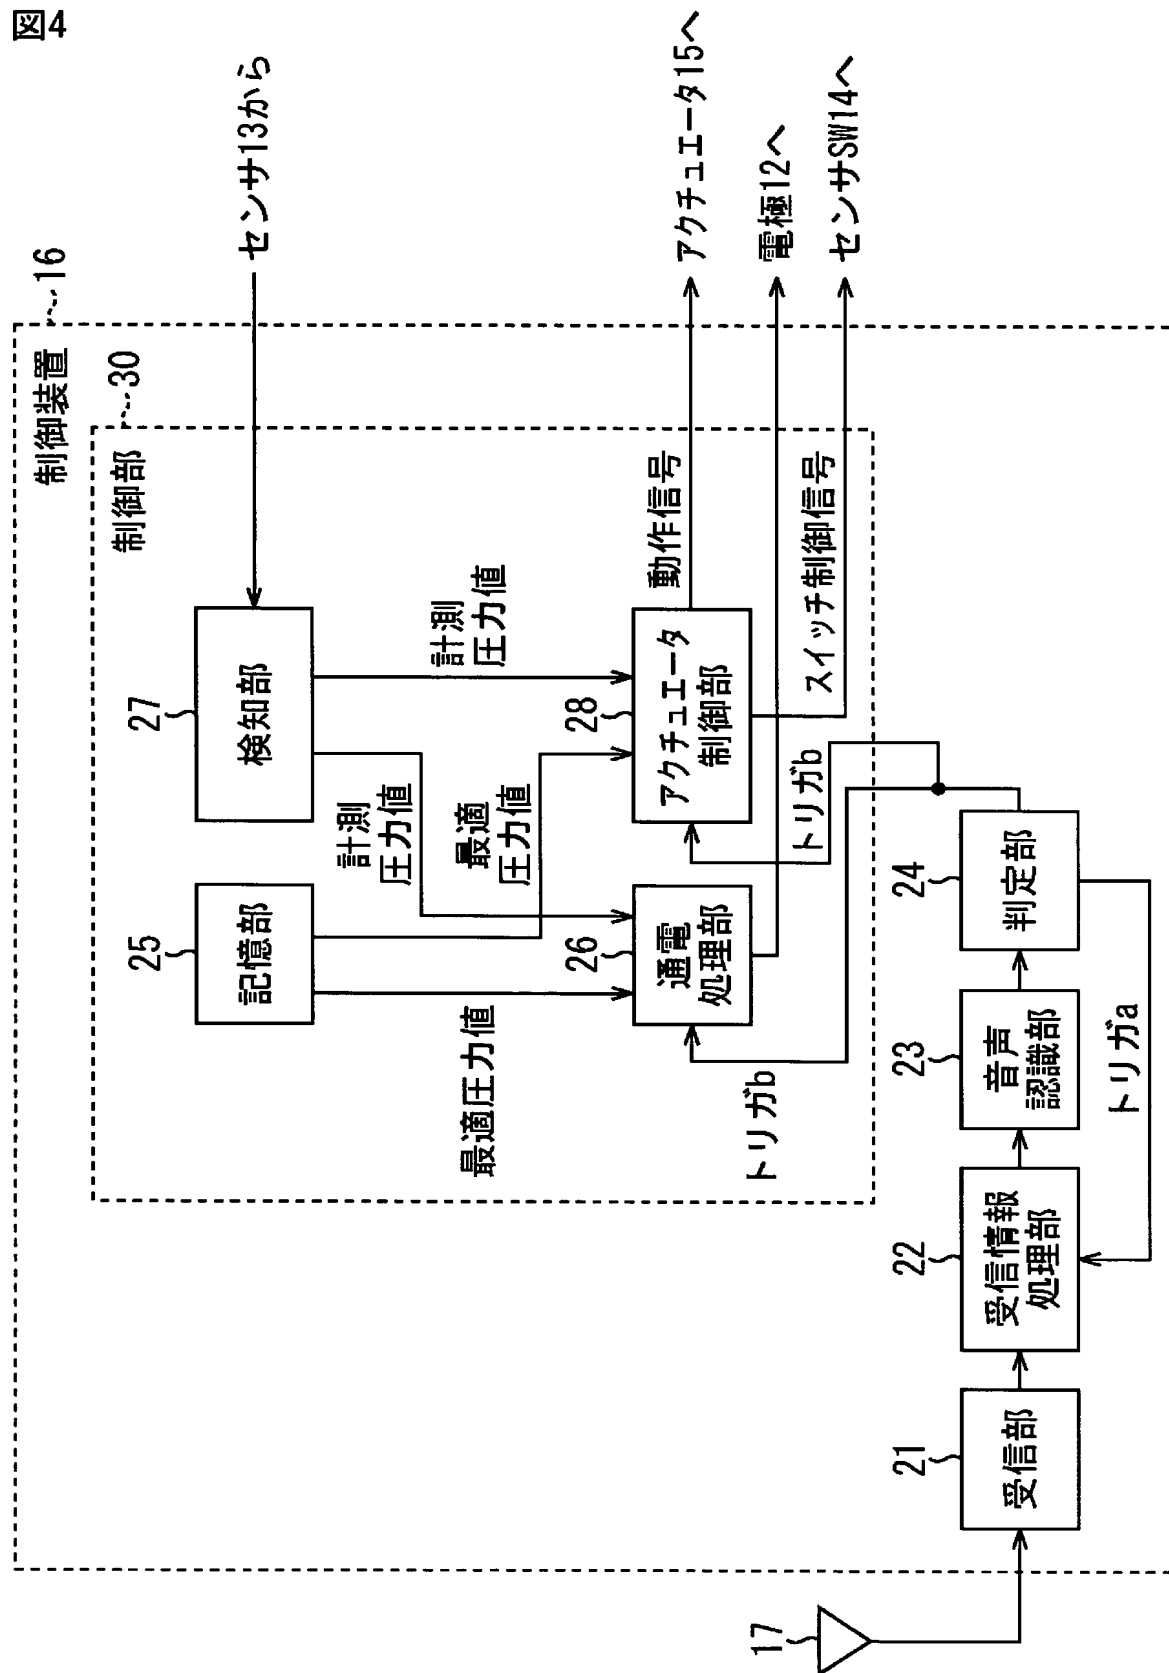 図4
制御装置
16
制御部
30
センサ13から
27
検知部
25
記憶部
計測
圧力値
計測
圧力値
最適
圧力値
最適圧力値
28
アクチュエータ
制御部
26
通電
処理部
動作信号
アクチュエータ15へ
電極12へ
スイッチ制御信号
センサSW14へ
トリガb
トリガb
17
21
受信部
22
受信情報
処理部
23
音声
認識部
24
判定部
トリガa